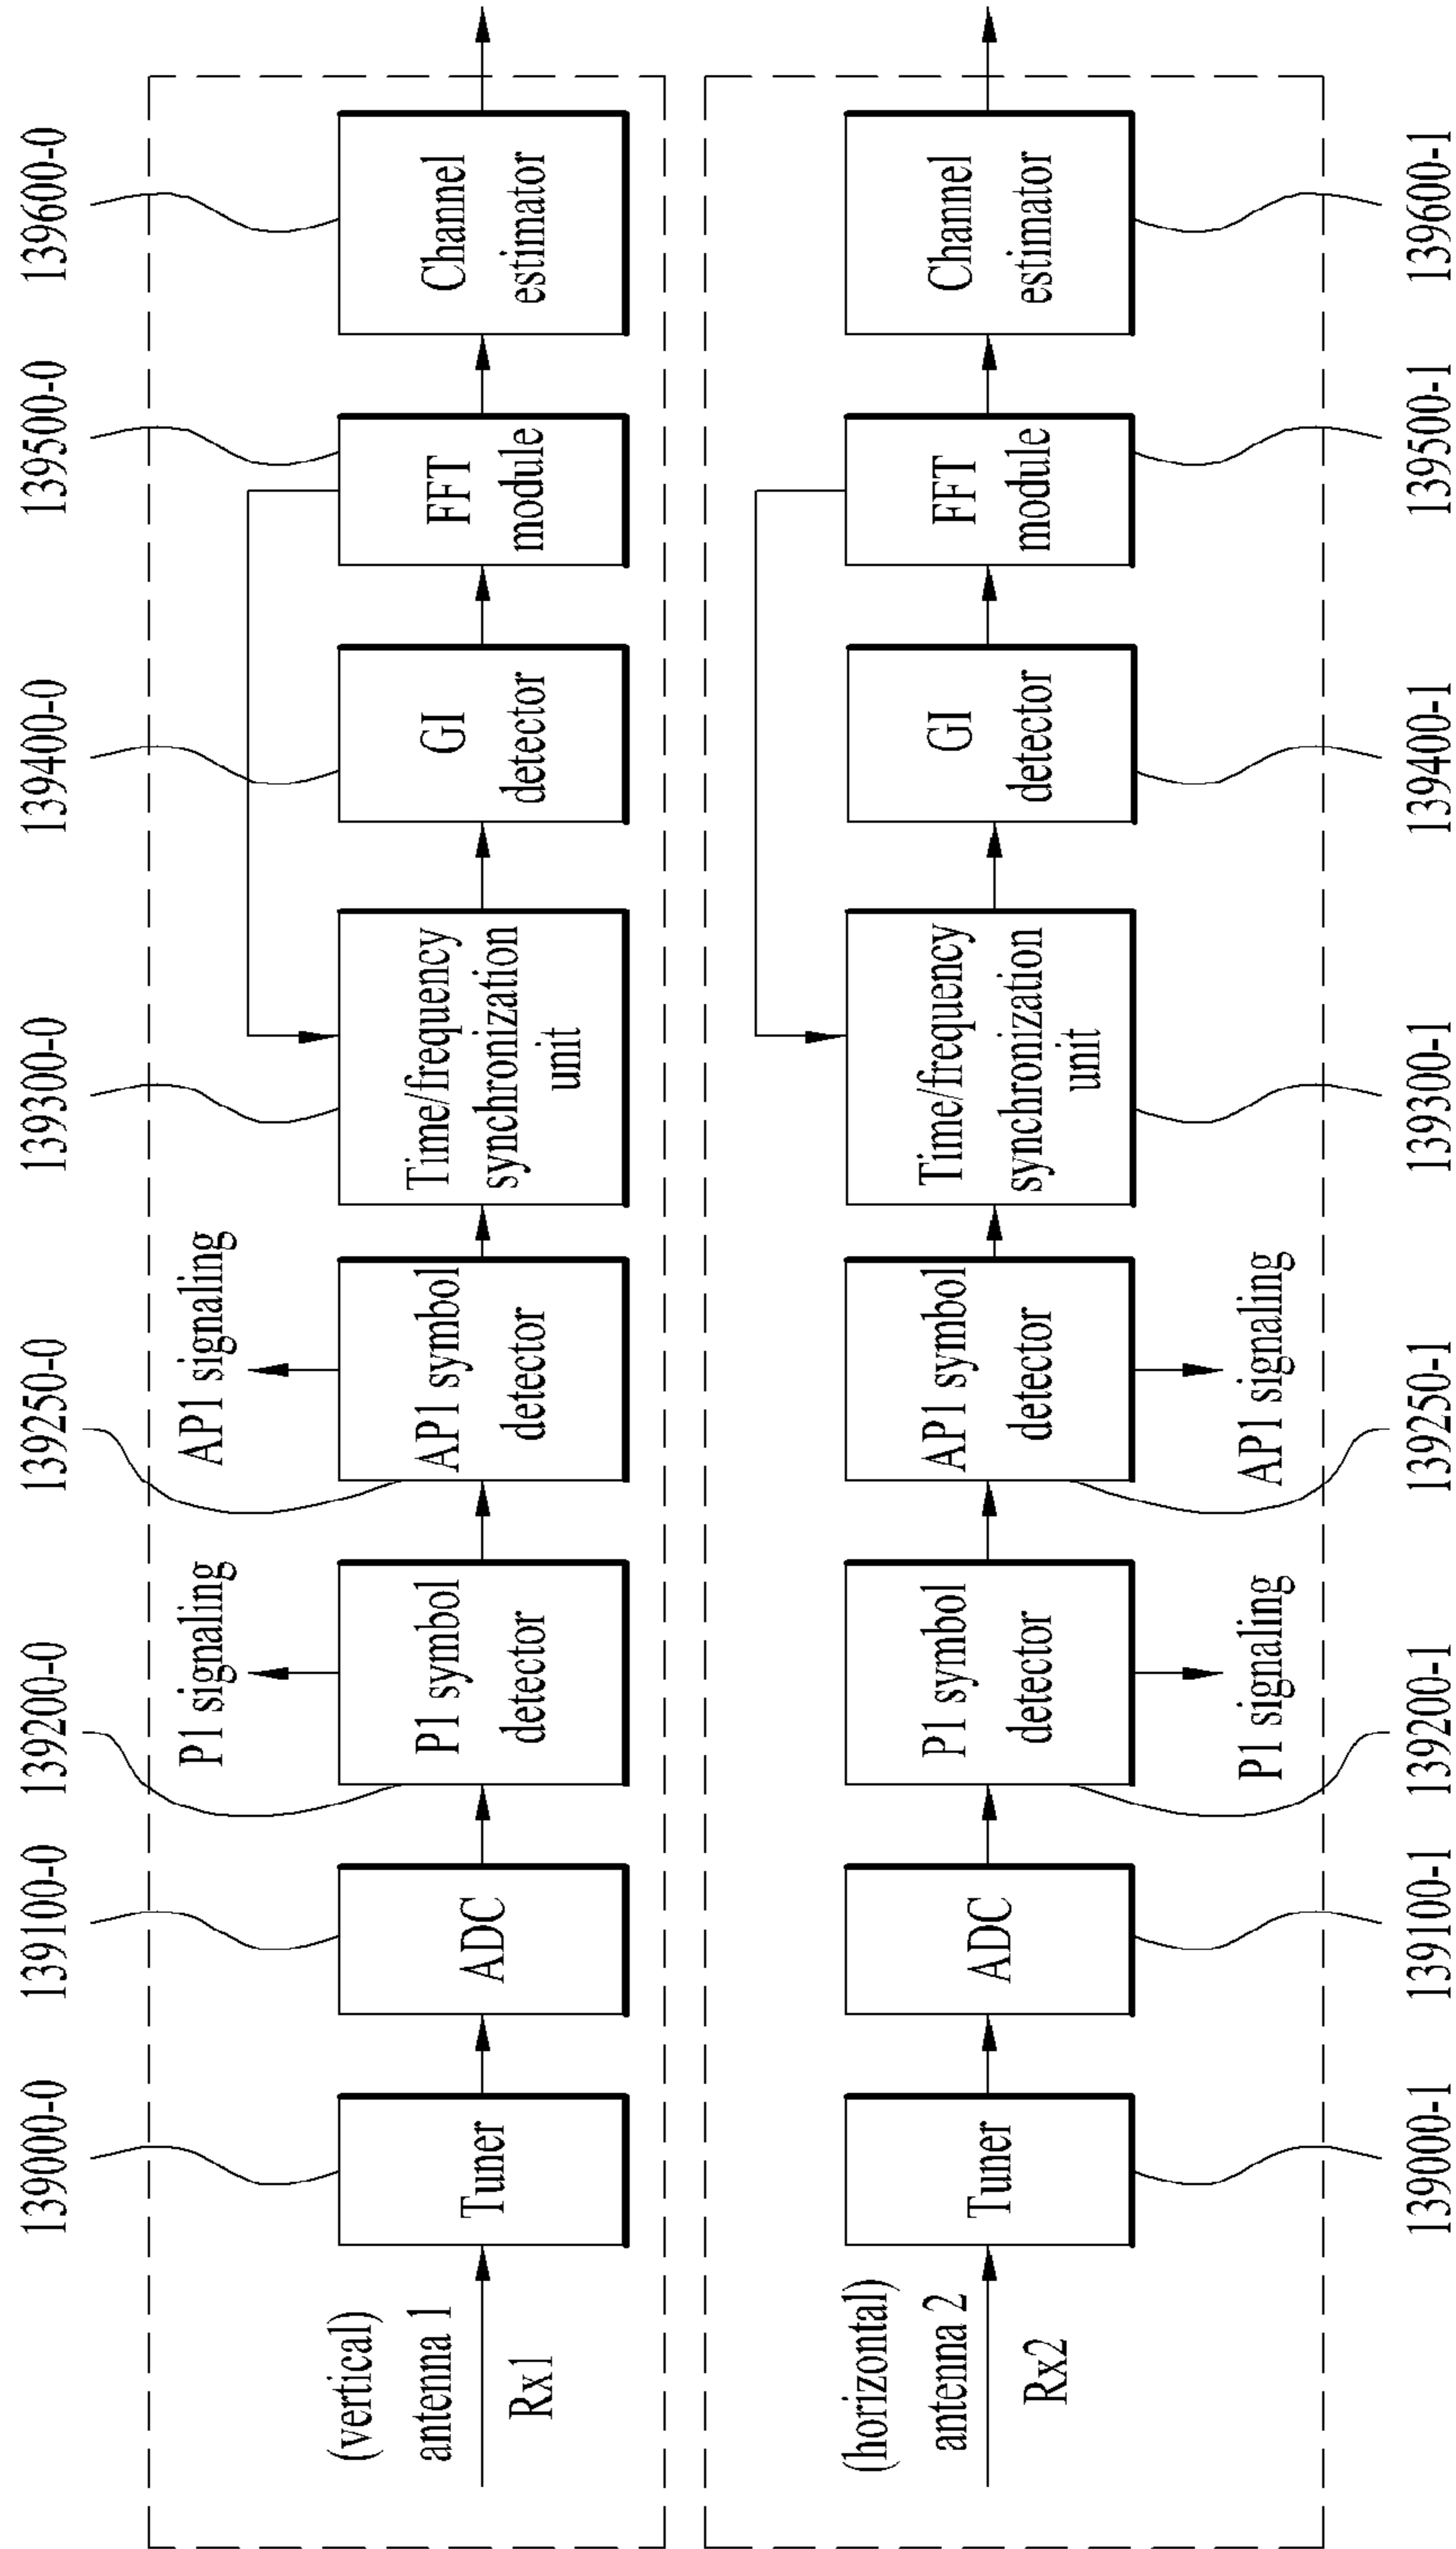 139000-0
139100-0
139200-0
139250-0
139300-0
139400-0
139500-0
139600-0
P1 signaling
AP1 signaling
(vertical)
antenna 1
Rx1
Tuner
ADC
P1 symbol
detector
AP1 symbol
detector
Time/frequency
synchronization
unit
GI
detector
FFT
module
Channel
estimator
(horizontal)
antenna 2
Rx2
Tuner
ADC
P1 symbol
detector
AP1 symbol
detector
Time/frequency
synchronization
unit
GI
detector
FFT
module
Channel
estimator
P1 signaling
AP1 signaling
139000-1
139100-1
139200-1
139250-1
139300-1
139400-1
139500-1
139600-1